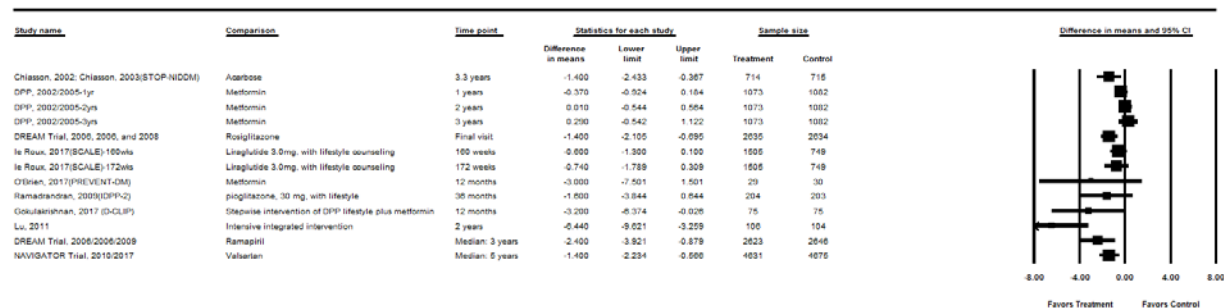 Study name Comparison Time point Statistics for each study Sample size Difference in means and 95% CI
Difference in means Lower limit Upper limit Treatment Control
Chiasson, 2002; Chiasson, 2003(STOP-NIDDM) Acarbose 3.3 years -1.400 -2.433 -0.367 714 715
DPP, 2002/2005-1yr Metformin 1 years -0.370 -0.924 0.184 1073 1082
DPP, 2002/2005-2yrs Metformin 2 years 0.010 -0.544 0.564 1073 1082
DPP, 2002/2005-3yrs Metformin 3 years 0.290 -0.542 1.122 1073 1082
DREAM Trial, 2006, 2006, and 2008 Rosiglitazone Final visit -1.400 -2.105 -0.695 2635 2634
le Roux, 2017(SCALE)-160wks Liraglutide 3.0mg, with lifestyle counseling 160 weeks -0.600 -1.300 0.100 1505 749
le Roux, 2017(SCALE)-172wks Liraglutide 3.0mg, with lifestyle counseling 172 weeks -0.740 -1.789 0.309 1505 749
O'Brien, 2017(PREVENT-DM) Metformin 12 months -3.000 -7.501 1.501 29 30
Ramadrandran, 2009(IDPP-2) pioglitazone, 30 mg, with lifestyle 36 months -1.600 -3.844 0.644 204 203
Gokulakrishnan, 2017 (D-CLIP) Stepwise intervention of DPP lifestyle plus metformin 12 months -3.200 -6.374 -0.026 75 75
Lu, 2011 Intensive integrated intervention 2 years -6.440 -9.621 -3.259 106 104
DREAM Trial, 2006/2006/2009 Ramapiril Median: 3 years -2.400 -3.921 -0.879 2623 2646
NAVIGATOR Trial, 2010/2017 Valsartan Median: 5 years -1.400 -2.234 -0.566 4631 4675
-8.00 -4.00 0.00 4.00 8.00
Favors Treatment Favors Control